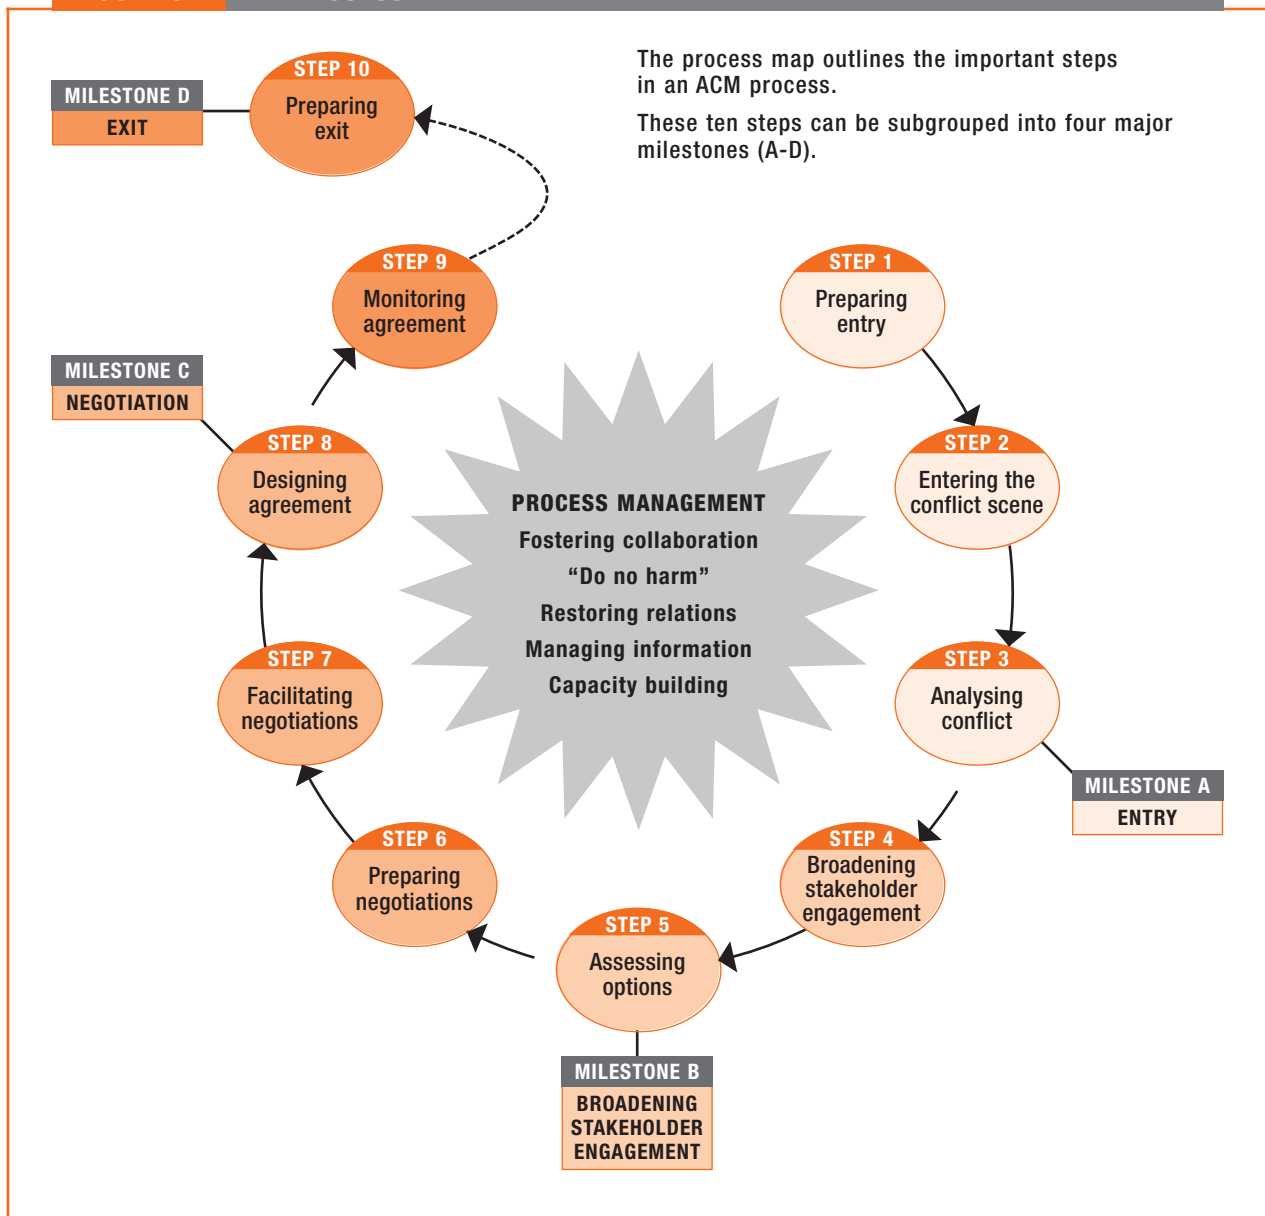 The process map outlines the important steps
in an ACM process.
These ten steps can be subgrouped into four major
milestones (A-D).
STEP 10
Preparing
exit
MILESTONE D
EXIT
STEP 9
Monitoring
agreement
STEP 1
Preparing
entry
MILESTONE C
NEGOTIATION
STEP 8
Designing
agreement
STEP 2
Entering the
conflict scene
PROCESS MANAGEMENT
Fostering collaboration
“Do no harm”
Restoring relations
Managing information
Capacity building
STEP 7
Facilitating
negotiations
STEP 3
Analysing
conflict
MILESTONE A
ENTRY
STEP 6
Preparing
negotiations
STEP 4
Broadening
stakeholder
engagement
STEP 5
Assessing
options
MILESTONE B
BROADENING
STAKEHOLDER
ENGAGEMENT